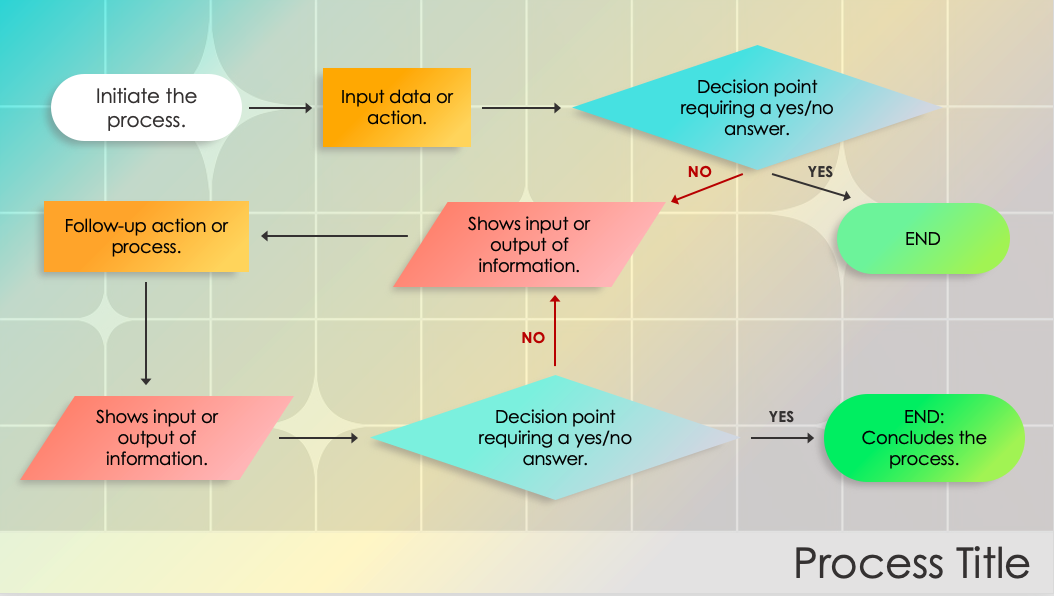 Initiate the
process.
Input data or
action.
Decision point
requiring a yes/no
answer.
NO
YES
Follow-up action or
process.
Shows input or
output of
information.
END
NO
Shows input or
output of
information.
Decision point
requiring a yes/no
answer.
YES
END:
Concludes the
process.
Process Title